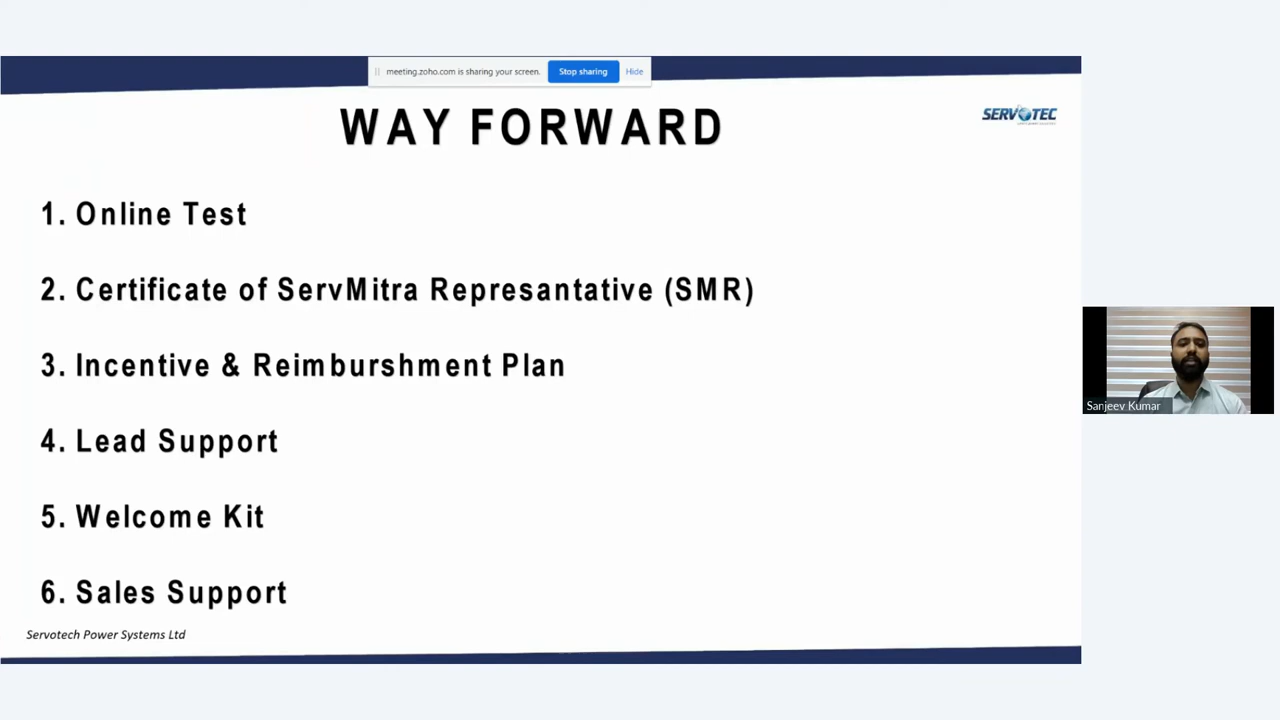 meeting.zoho.com is sharing your screen. Stop sharing Hide
WAY FORWARD
SERVOTEC
1. Online Test
2. Certificate of ServMitra Represantative (SMR)
3. Incentive & Reimburshment Plan
4. Lead Support
5. Welcome Kit
6. Sales Support
Servotech Power Systems Ltd
Sanjeev Kumar